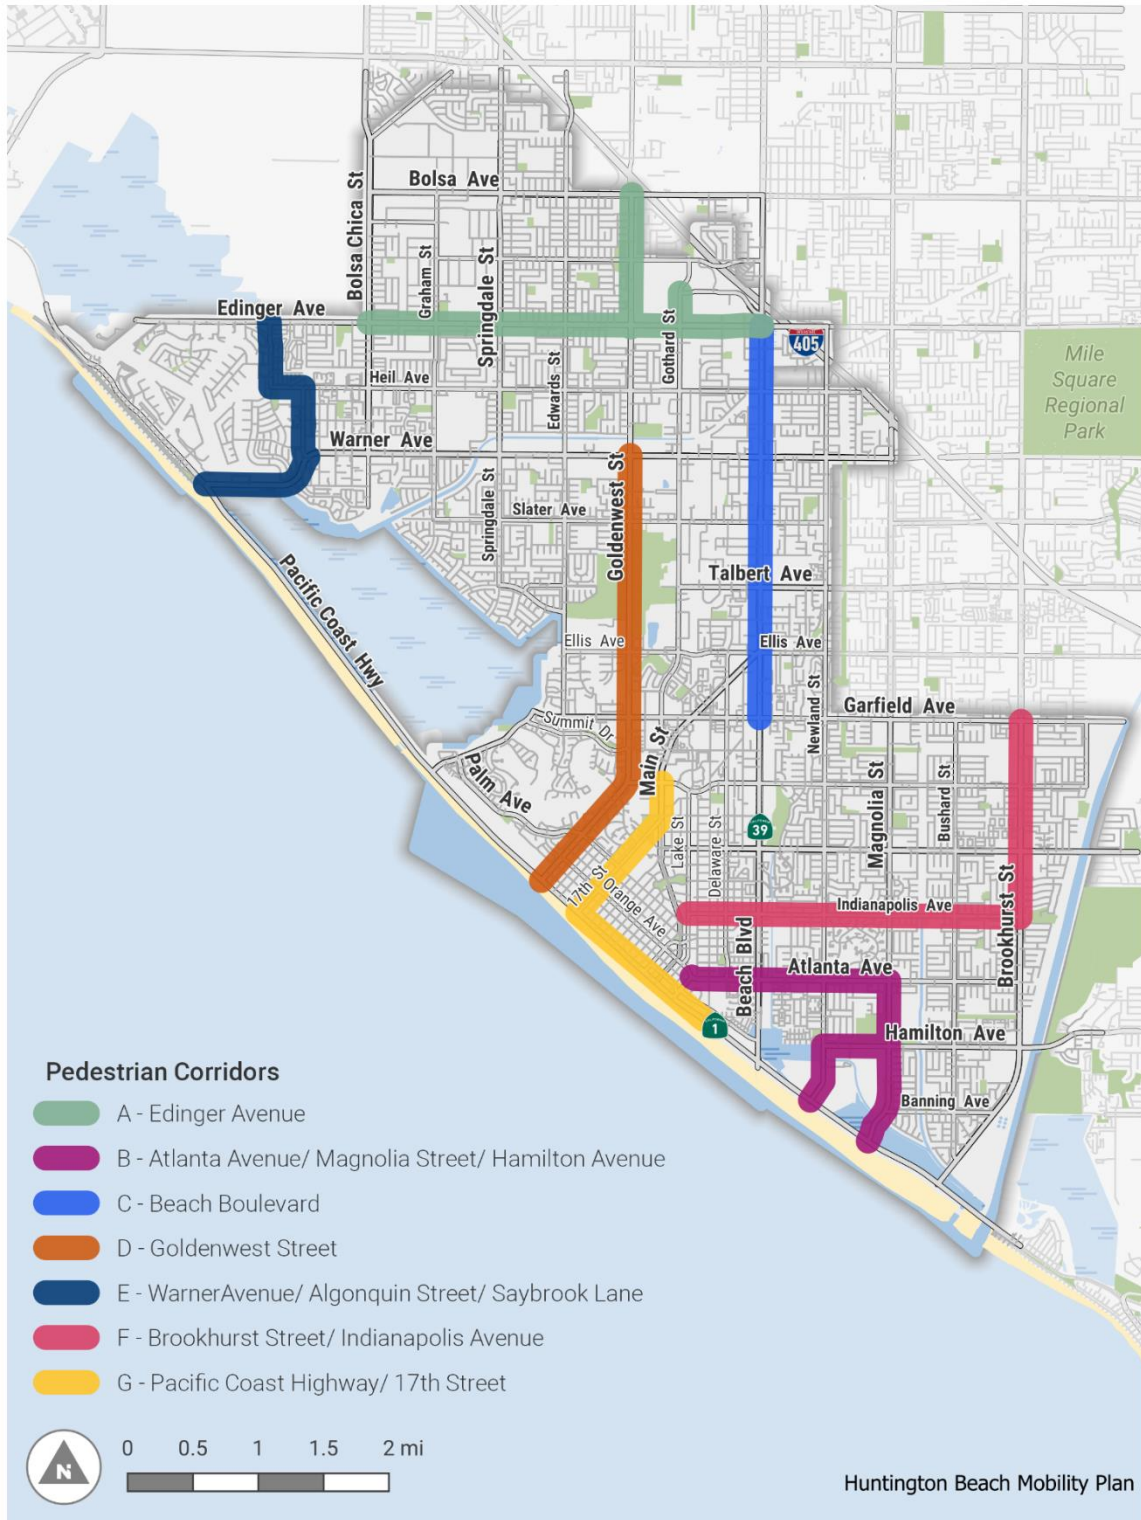 Bolsa Ave
Bolsa Chica St
Graham St
Springdale St
Edinger Ave
Gothard St
INTERSTATE
405
Mile
Square
Regional
Park
Heil Ave
Edwards St
Warner Ave
Goldenwest St
Springdale St
Slater Ave
Talbert Ave
Pacific Coast Hwy
Ellis Ave
Ellis Ave
Newland St
Garfield Ave
Summit Dr
Main St
Palm Ave
Magnolia St
Bushard St
39
Lake St
Delaware St
17th St
Orange Ave
Indianapolis Ave
Brookhurst St
Beach Blvd
Atlanta Ave
1
Hamilton Ave
Banning Ave
Pedestrian Corridors
A - Edinger Avenue
B - Atlanta Avenue/ Magnolia Street/ Hamilton Avenue
C - Beach Boulevard
D - Goldenwest Street
E - WarnerAvenue/ Algonquin Street/ Saybrook Lane
F - Brookhurst Street/ Indianapolis Avenue
G - Pacific Coast Highway/ 17th Street
N
0 0.5 1 1.5 2 mi
Huntington Beach Mobility Plan